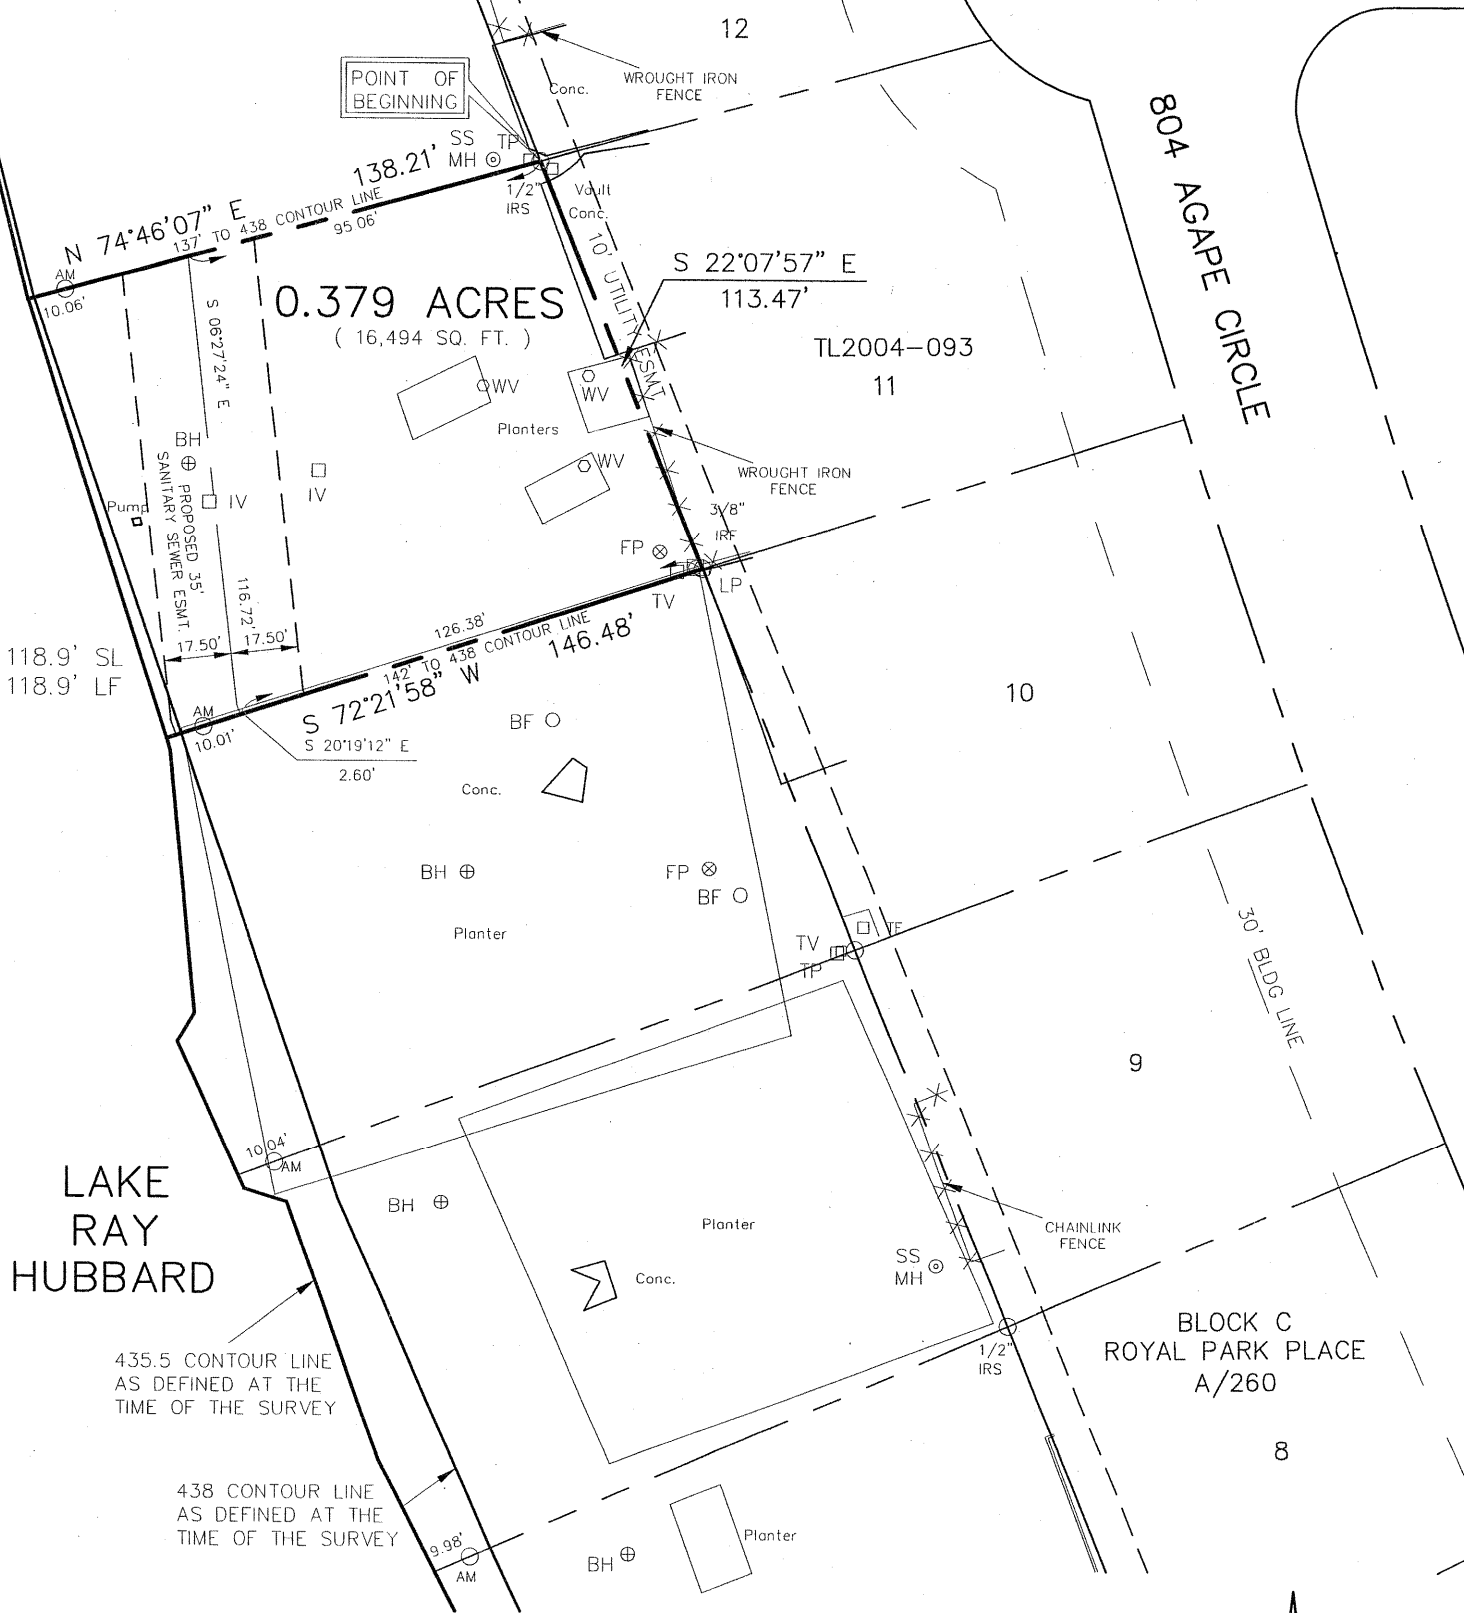 12
WROUGHT IRON
FENCE
Conc.
POINT OF
BEGINNING
SS
MH
TP
1/2"
IRS
Vault
Conc.
N 74°46'07" E
138.21'
137' TO 438 CONTOUR LINE
95.06'
AM
10.06'
804 AGAPE CIRCLE
10' UTILITY ESMT
S 22°07'57" E
113.47'
0.379 ACRES
( 16,494 SQ. FT. )
TL2004-093
11
S 06°27'24" E
116.72'
WV
WV
WV
Planters
WROUGHT IRON
FENCE
BH
IV
IV
Pump
PROPOSED 35'
SANITARY SEWER ESMT.
3/8"
IRF
FP
TV
LP
17.50'
17.50'
126.38'
142' TO 438 CONTOUR LINE
146.48'
S 72°21'58" W
118.9' SL
118.9' LF
AM
10.01'
S 20°19'12" E
2.60'
BF
10
Conc.
BH
FP
BF
Planter
TV
TP
TF
30' BLDG LINE
9
10.04'
AM
LAKE
RAY
HUBBARD
BH
Planter
CHAINLINK
FENCE
SS
MH
Conc.
1/2"
IRS
BLOCK C
ROYAL PARK PLACE
A/260
8
435.5 CONTOUR LINE
AS DEFINED AT THE
TIME OF THE SURVEY
438 CONTOUR LINE
AS DEFINED AT THE
TIME OF THE SURVEY
9.98'
AM
BH
Planter